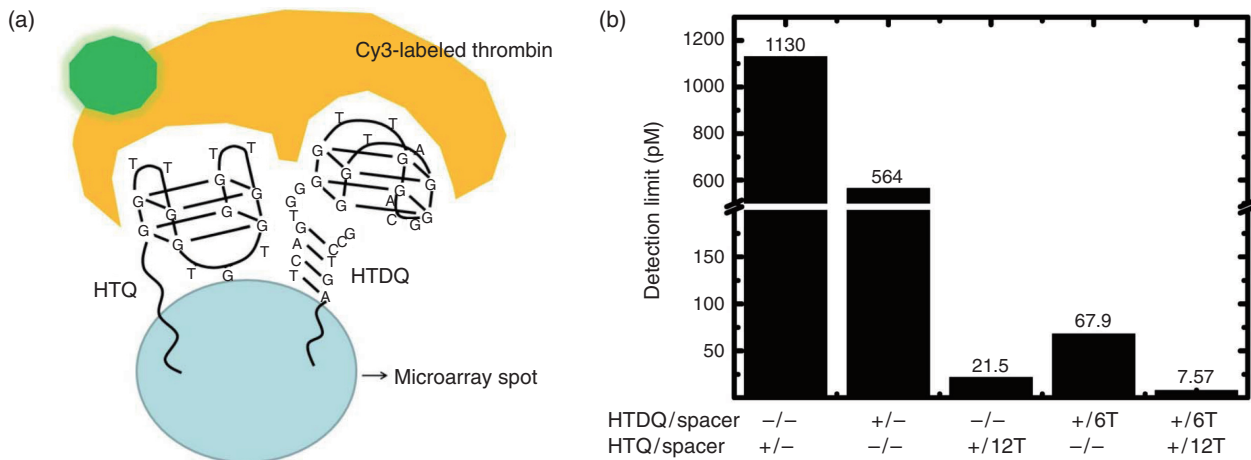 (a)
Cy3-labeled thrombin
T T T T
G G G G G G G G
T G T
HTQ
T T T A
G G G G G G G G
A C
G G T G A C T
G C C T G A
HTDQ
Microarray spot
(b)
Detection limit (pM)
1200
1000
800
600
150
100
50
1130
564
21.5
67.9
7.57
HTDQ/spacer −/− +/− −/− +/6T +/6T
HTQ/spacer +/− −/− +/12T −/− +/12T